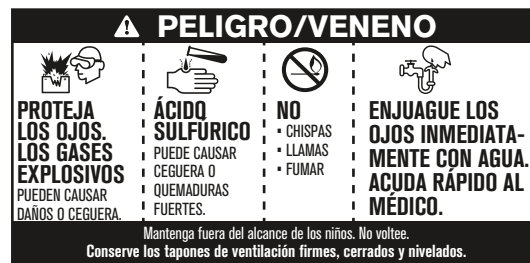 PELIGRO/VENENO
PROTEJA
LOS OJOS.
LOS GASES
EXPLOSIVOS
PUEDEN CAUSAR
DAÑOS O CEGUERA.
ÁCIDO
SULFÚRICO
PUEDE CAUSAR
CEGUERA O
QUEMADURAS
FUERTES.
NO
▪ CHISPAS
▪ LLAMAS
▪ FUMAR
ENJUAGUE LOS
OJOS INMEDIATA-
MENTE CON AGUA.
ACUDA RÁPIDO AL
MÉDICO.
Mantenga fuera del alcance de los niños. No voltee.
Conserve los tapones de ventilación firmes, cerrados y nivelados.